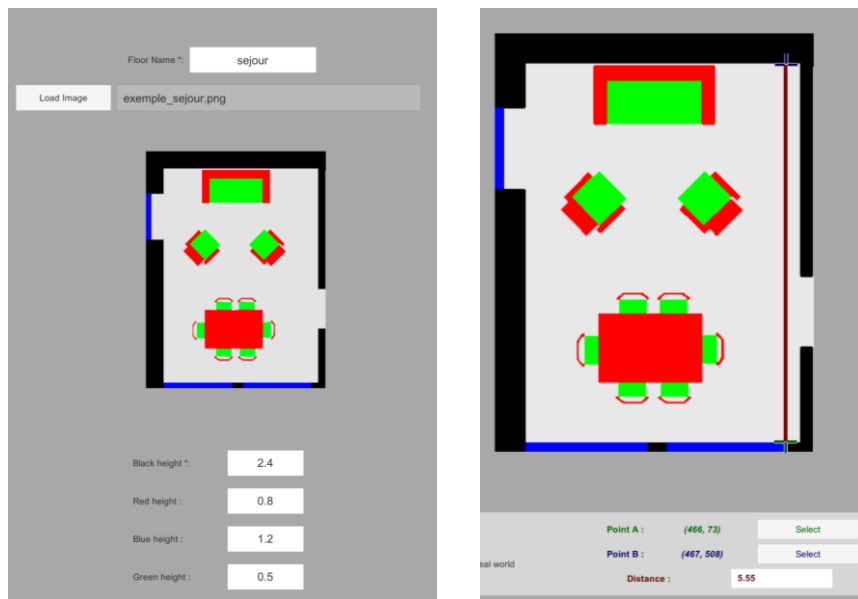 Floor Name *: sejour
Load Image exemple_sejour.png
Black height *: 2.4
Red height : 0.8
Blue height : 1.2
Green height : 0.5
Point A : (466, 73) Select
Point B : (467, 508) Select
eal world
Distance : 5.55